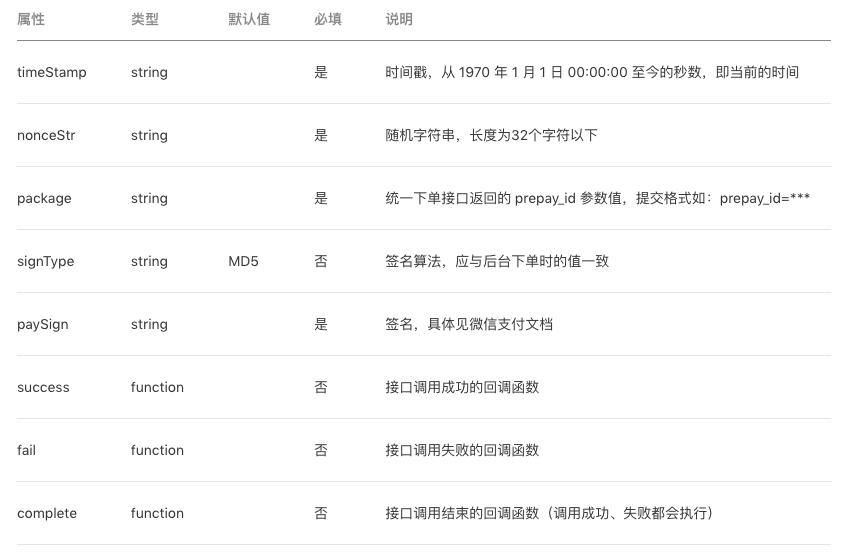 属性 类型 默认值 必填 说明
timeStamp string 是 时间戳，从 1970 年 1 月 1 日 00:00:00 至今的秒数，即当前的时间
nonceStr string 是 随机字符串，长度为32个字符以下
package string 是 统一下单接口返回的 prepay_id 参数值，提交格式如：prepay_id=***
signType string MD5 否 签名算法，应与后台下单时的值一致
paySign string 是 签名，具体见微信支付文档
success function 否 接口调用成功的回调函数
fail function 否 接口调用失败的回调函数
complete function 否 接口调用结束的回调函数（调用成功、失败都会执行）